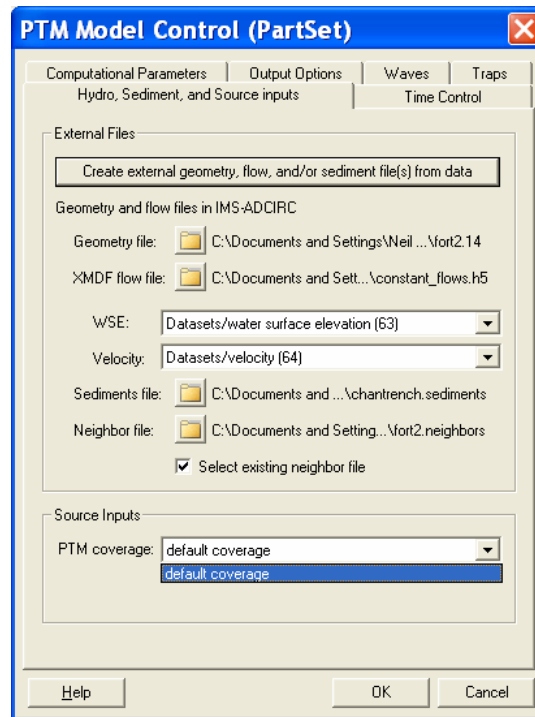 PTM Model Control (PartSet)
Computational Parameters Output Options Waves Traps
Hydro, Sediment, and Source inputs Time Control
External Files
Create external geometry, flow, and/or sediment file(s) from data
Geometry and flow files in IMS-ADCIRC
Geometry file: C:\Documents and Settings\Neil ...\fort2.14
XMDF flow file: C:\Documents and Sett...\constant_flows.h5
WSE: Datasets/water surface elevation (63)
Velocity: Datasets/velocity (64)
Sediments file: C:\Documents and ...\chantrench.sediments
Neighbor file: C:\Documents and Setting...\fort2.neighbors
Select existing neighbor file
Source Inputs
PTM coverage: default coverage
default coverage
Help OK Cancel